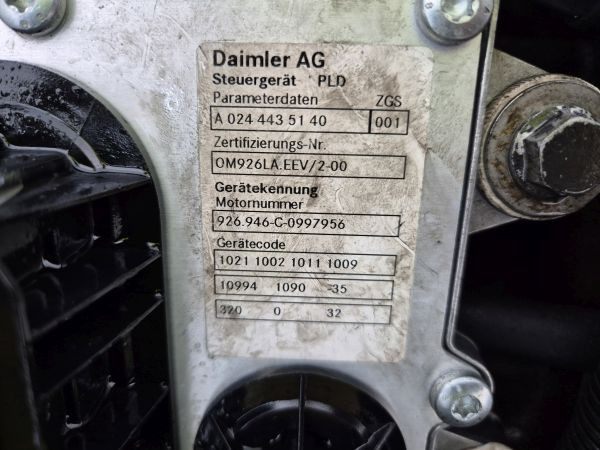 Daimler AG
Steuergerät PLD
Parameterdaten ZGS
A 024 443 51 40 001
Zertifizierungs-Nr.
OM926LA.EEV/2-00
Gerätekennung
Motornummer
926.946-C-0997956
Gerätecode
1021 1002 1011 1009
10994 1090 -35
320 0 32